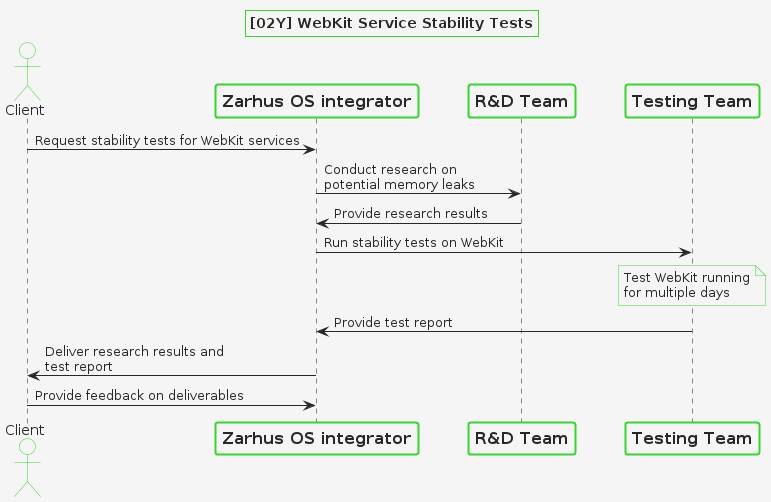 [02Y] WebKit Service Stability Tests
Client
Zarhus OS integrator
R&D Team
Testing Team
Request stability tests for WebKit services
Conduct research on
potential memory leaks
Provide research results
Run stability tests on WebKit
Test WebKit running
for multiple days
Provide test report
Deliver research results and
test report
Provide feedback on deliverables
Client
Zarhus OS integrator
R&D Team
Testing Team